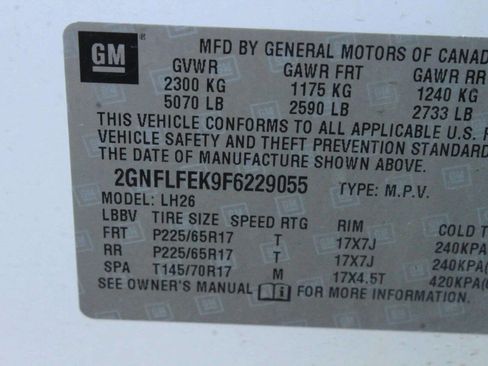 GM MFD BY GENERAL MOTORS OF CANADA
GVWR GAWR FRT GAWR RR
2300 KG 1175 KG 1240 KG
5070 LB 2590 LB 2733 LB
THIS VEHICLE CONFORMS TO ALL APPLICABLE U.S.
VEHICLE SAFETY AND THEFT PREVENTION STANDARD
THE DATE OF MANUFACTURE SHOWN ABOVE.
2GNFLFEK9F6229055 TYPE: M.P.V.
MODEL: LH26
LBBV TIRE SIZE SPEED RTG RIM COLD T
FRT P225/65R17 T 17X7J 240KPA
RR P225/65R17 T 17X7J 240KPA(
SPA T145/70R17 M 17X4.5T 420KPA(
SEE OWNER'S MANUAL FOR MORE INFORMATION.